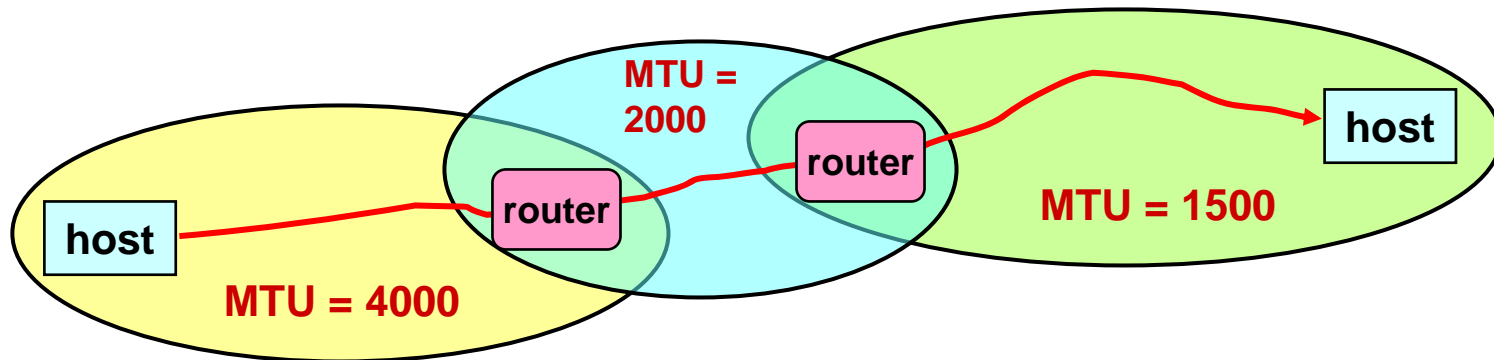 host
MTU = 4000
router
MTU =
2000
router
MTU = 1500
host